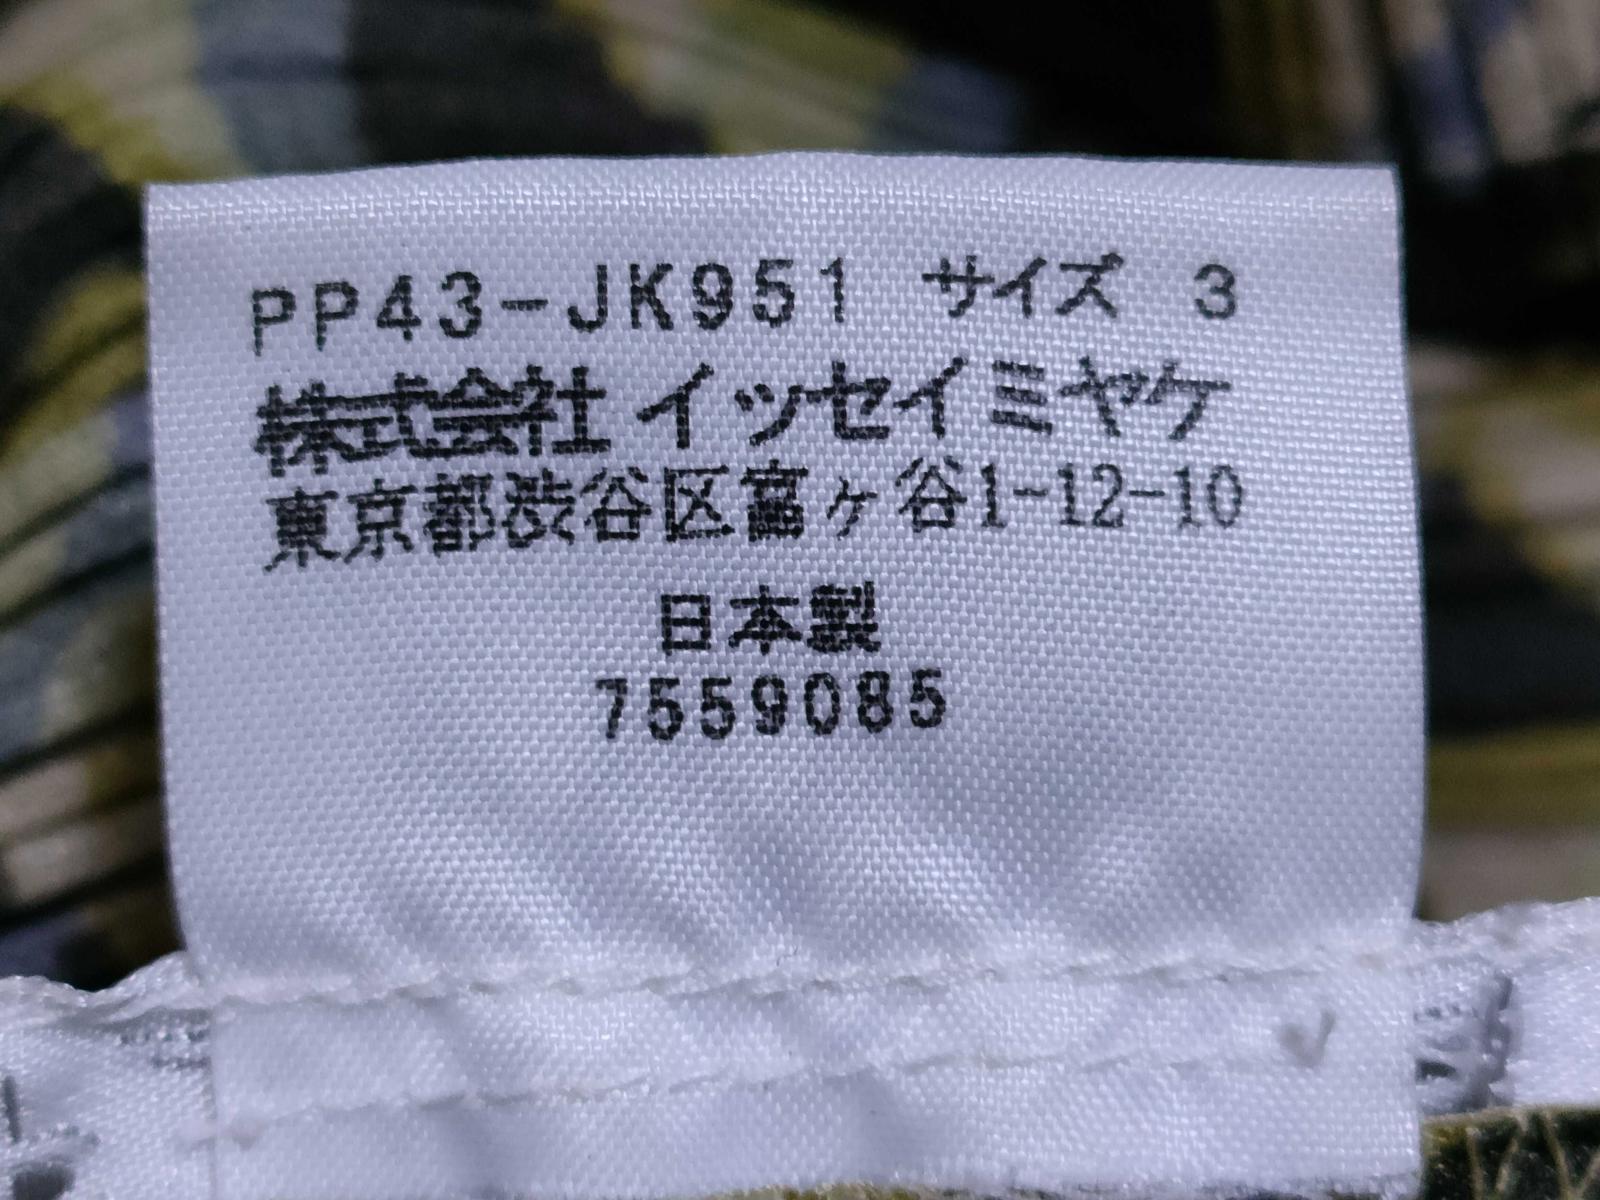 PP43-JK951 サイズ 3
株式会社イッセイミヤケ
東京都渋谷区富ヶ谷1-12-10
日本製
7559085